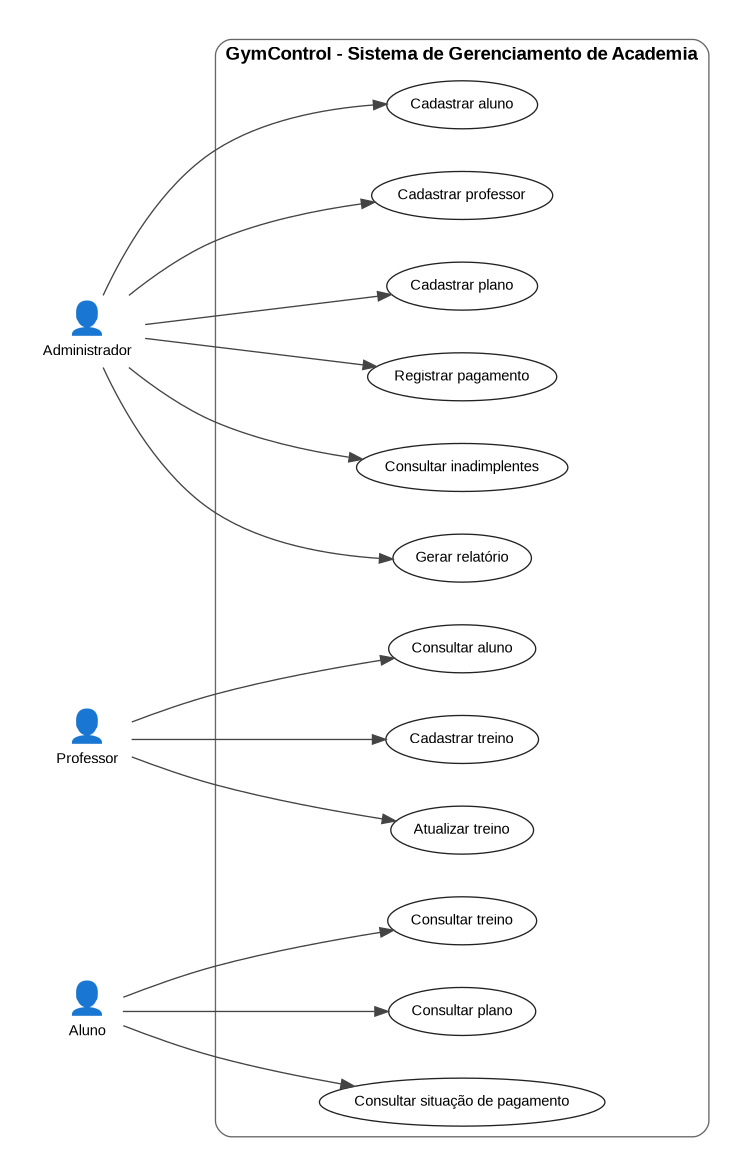 GymControl - Sistema de Gerenciamento de Academia
Cadastrar aluno
Cadastrar professor
Cadastrar plano
Administrador
Registrar pagamento
Consultar inadimplentes
Gerar relatório
Consultar aluno
Cadastrar treino
Professor
Atualizar treino
Consultar treino
Consultar plano
Aluno
Consultar situação de pagamento